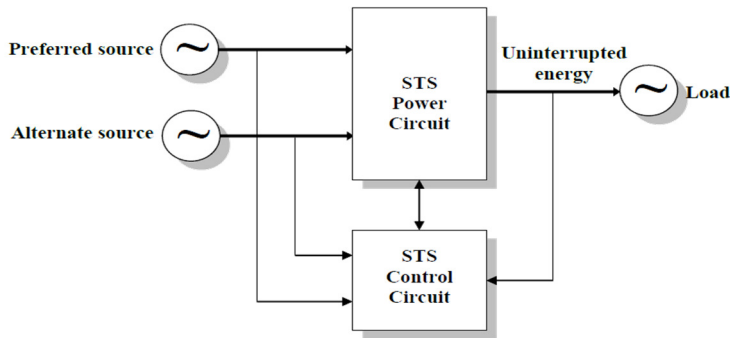 Preferred source
Alternate source
STS
Power
Circuit
Uninterrupted
energy
Load
STS
Control
Circuit